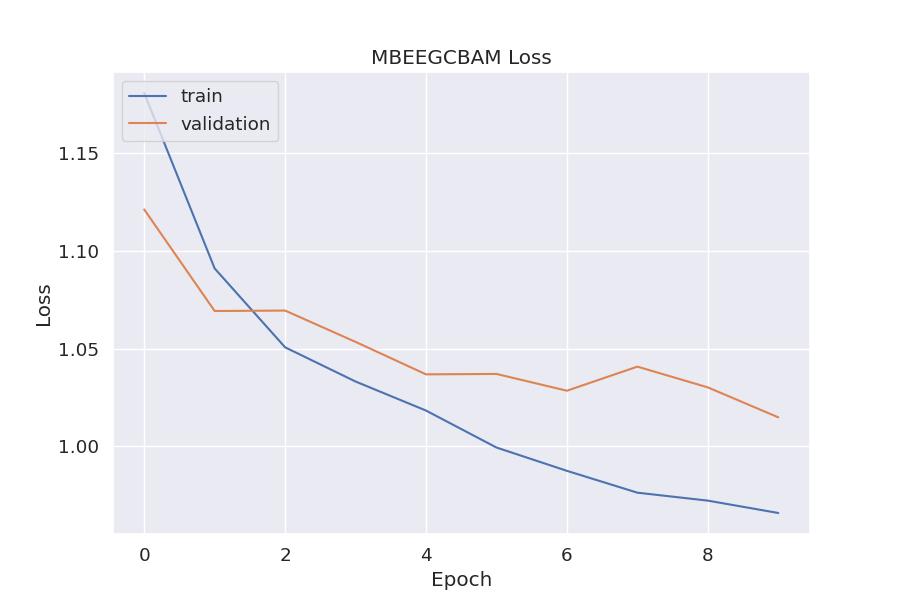 MBEEGCBAM Loss
train
validation
1.15
1.10
1.05
1.00
Loss
0 2 4 6 8
Epoch